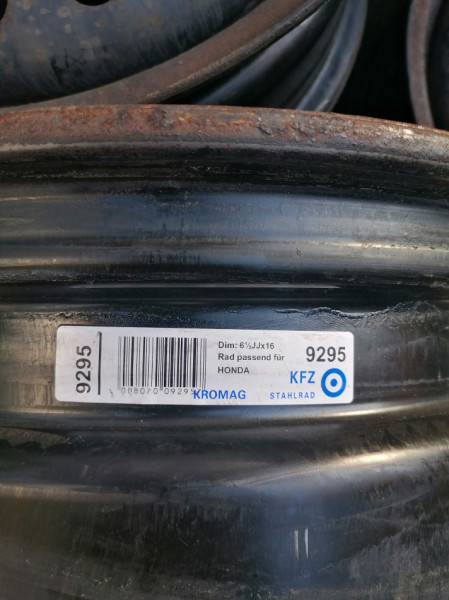 9295
Dim: 6½JJx16
Rad passend für
HONDA
9295
KFZ
KROMAG
STAHLRAD